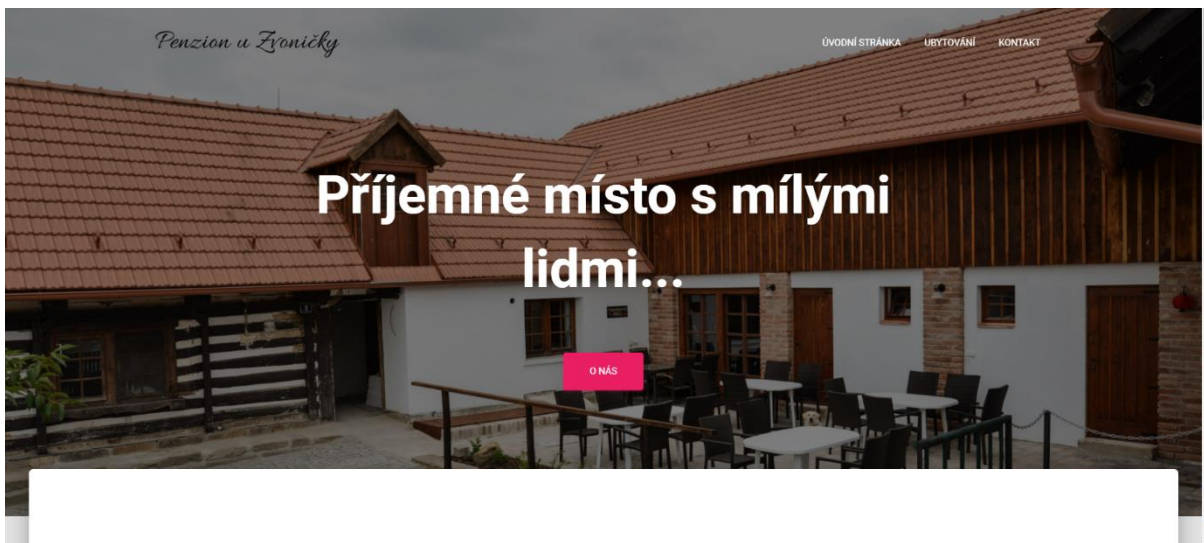 Penzion u Zvoničky
ÚVODNÍ STRÁNKA UBYTOVÁNÍ KONTAKT
Příjemné místo s mílými
lidmi...
O NÁS